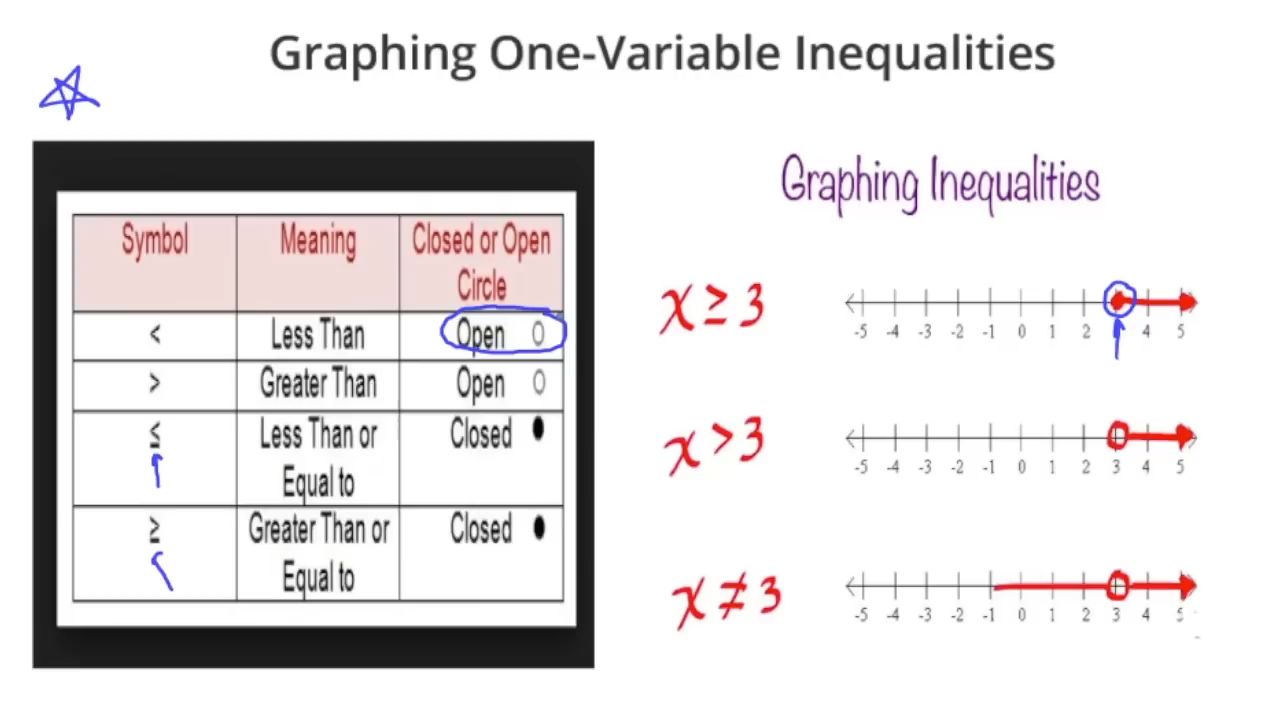 Graphing One-Variable Inequalities
Symbol Meaning Closed or Open Circle
< Less Than Open
> Greater Than Open
≤ Less Than or Equal to Closed
≥ Greater Than or Equal to Closed
Graphing Inequalities
x ≥ 3
-5 -4 -3 -2 -1 0 1 2 4 5
x > 3
-5 -4 -3 -2 -1 0 1 2 3 4 5
x ≠ 3
-5 -4 -3 -2 -1 0 1 2 3 4 5